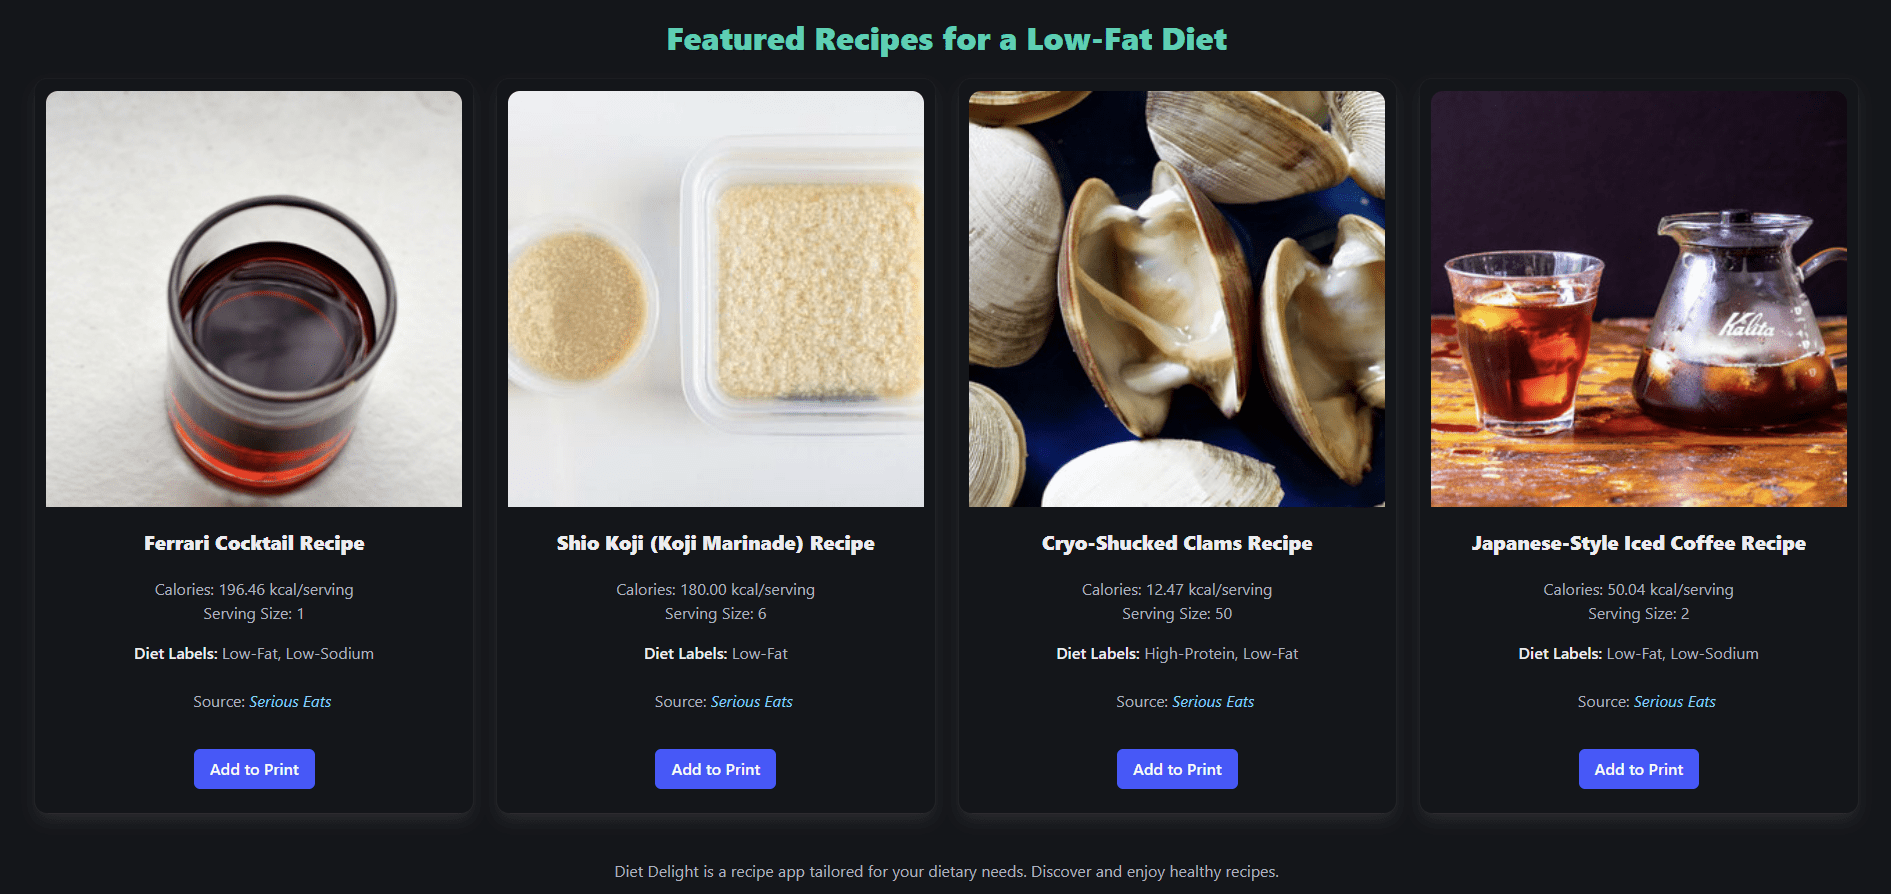 Featured Recipes for a Low-Fat Diet
Kalita
Ferrari Cocktail Recipe
Calories: 196.46 kcal/serving
Serving Size: 1
Diet Labels: Low-Fat, Low-Sodium
Source: Serious Eats
Add to Print
Shio Koji (Koji Marinade) Recipe
Calories: 180.00 kcal/serving
Serving Size: 6
Diet Labels: Low-Fat
Source: Serious Eats
Add to Print
Cryo-Shucked Clams Recipe
Calories: 12.47 kcal/serving
Serving Size: 50
Diet Labels: High-Protein, Low-Fat
Source: Serious Eats
Add to Print
Japanese-Style Iced Coffee Recipe
Calories: 50.04 kcal/serving
Serving Size: 2
Diet Labels: Low-Fat, Low-Sodium
Source: Serious Eats
Add to Print
Diet Delight is a recipe app tailored for your dietary needs. Discover and enjoy healthy recipes.